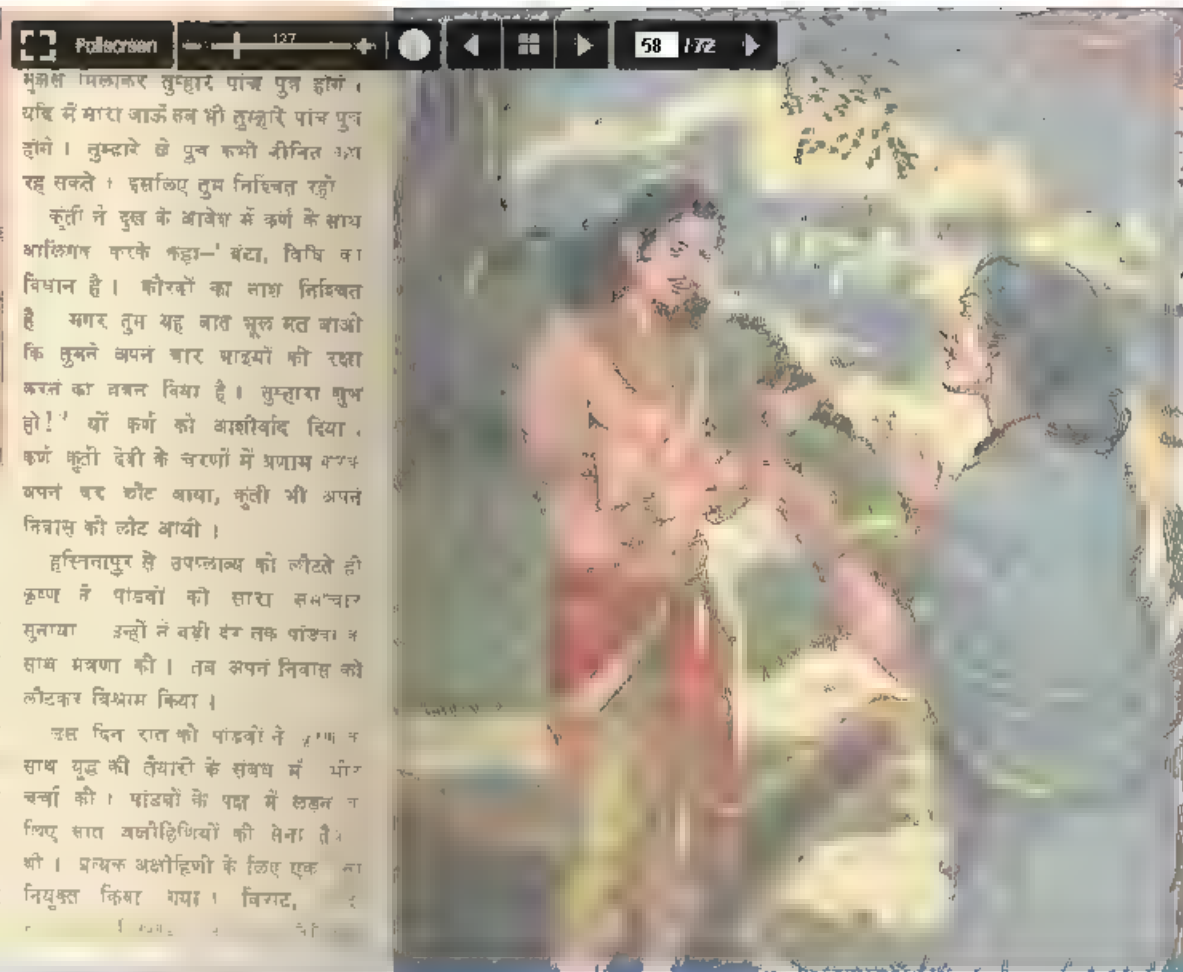 Fullscreen 127 58 / 72
मुझसे मिलाकर तुम्हारे पांच पुत्र होंगे ।
यदि मैं मारा जाऊँ तब भी तुम्हारे पांच पुत्र
होंगे । तुम्हारे छे पुत्र कभी जीवित नहीं
रह सकते । इसलिए तुम निश्चित रहो
कुंती ने दुख के आवेश में कर्ण के साथ
आलिंगन करके कहा–' बेटा, विधि का
विधान है । कौरवों का नाश निश्चित
है मगर तुम यह बात भूल मत जाओ
कि तुमने अपने चार भाइयों की रक्षा
करने का वचन दिया है । तुम्हारा शुभ
हो!'' यों कर्ण को आशीर्वाद दिया ।
कर्ण कुंती देवी के चरणों में प्रणाम करके
अपने घर लौट आया, कुंती भी अपने
निवास को लौट आयी ।
हस्तिनापुर से उपप्लाव्य को लौटते ही
कृष्ण ने पांडवों को सारा समाचार
सुनाया उन्हों ने बड़ी देर तक पांडवों के
साथ मंत्रणा की । तब अपने निवास को
लौटकर विश्राम किया ।
उस दिन रात को पांडवों ने कृष्ण के
साथ युद्ध की तैयारी के संबंध में और
चर्चा की । पांडवों के पक्ष में लड़ने के
लिए सात अक्षौहिणियों की सेना तैयार
थी । प्रत्येक अक्षौहिणी के लिए एक
नियुक्त किया गया । विराट,